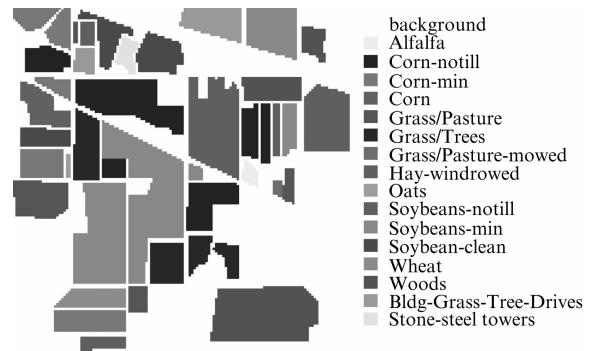 background
Alfalfa
Corn-notill
Corn-min
Corn
Grass/Pasture
Grass/Trees
Grass/Pasture-mowed
Hay-windrowed
Oats
Soybeans-notill
Soybeans-min
Soybean-clean
Wheat
Woods
Bldg-Grass-Tree-Drives
Stone-steel towers